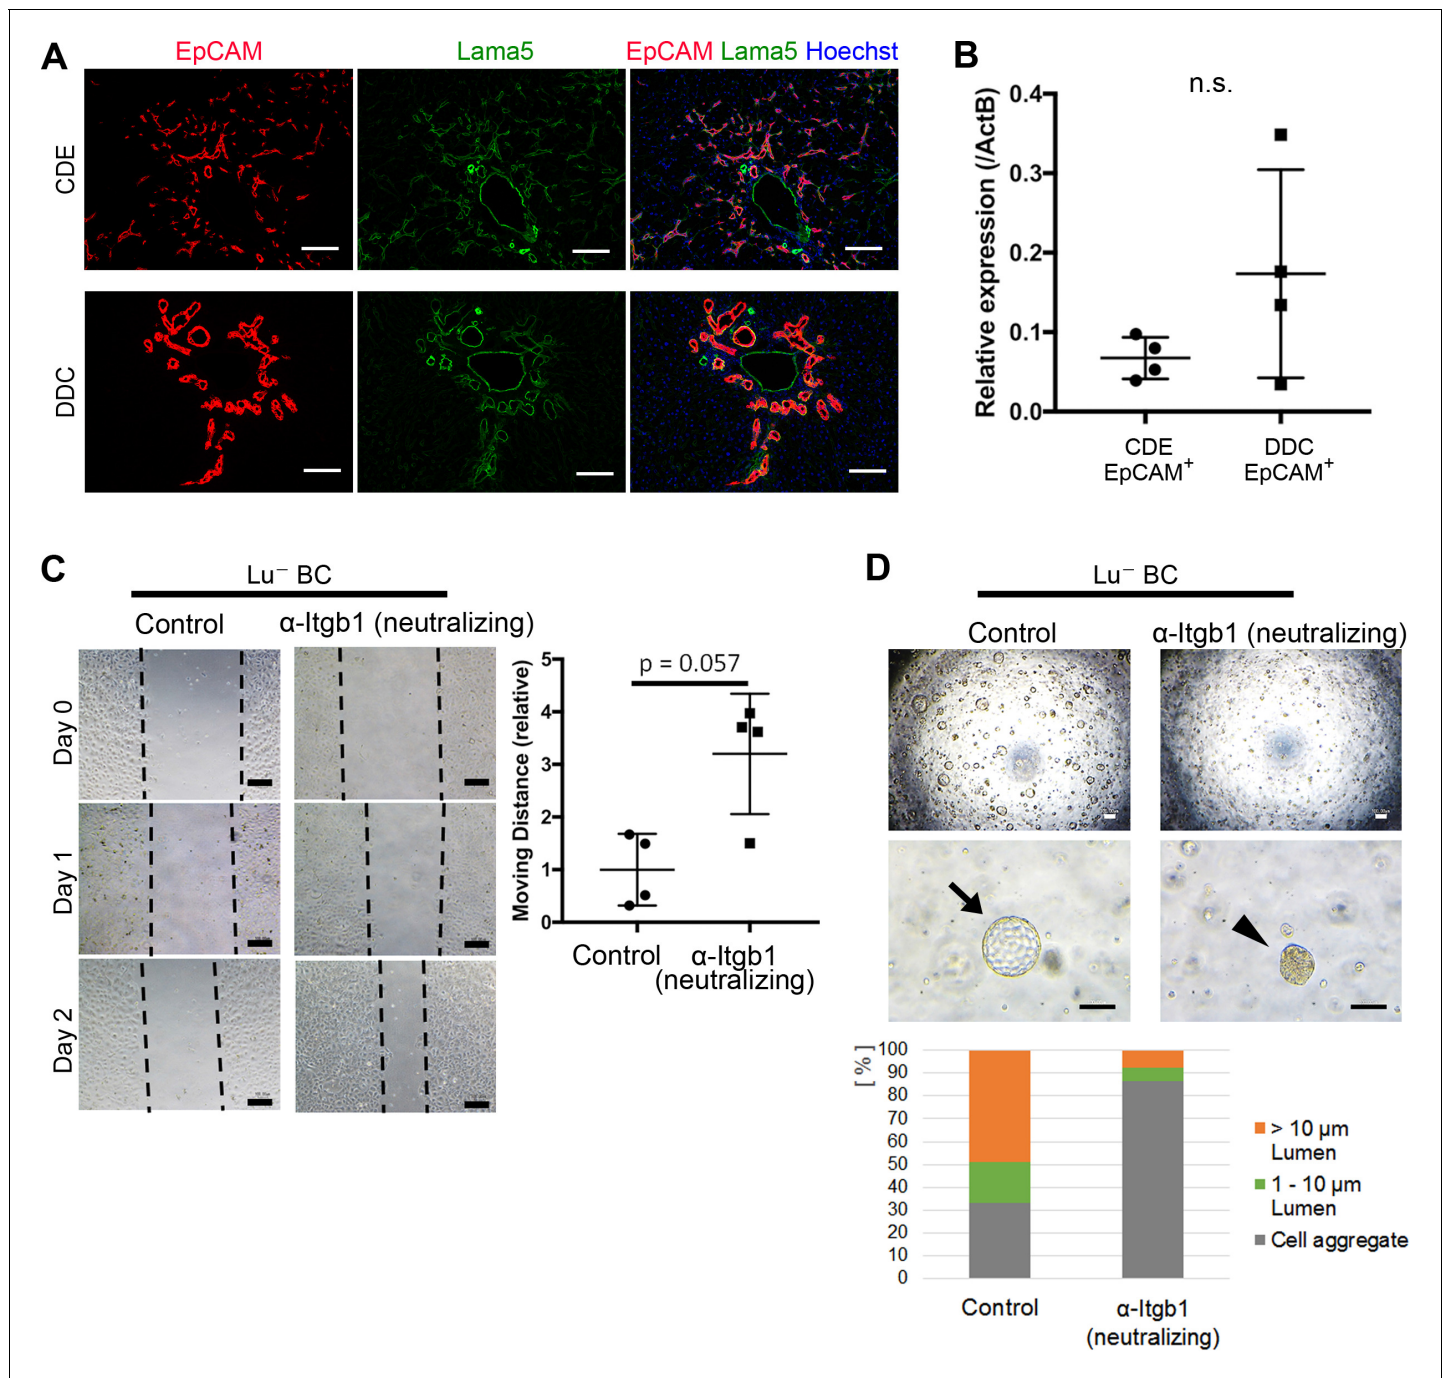 A
EpCAM
Lama5
EpCAM Lama5 Hoechst
CDE
DDC
B
n.s.
Relative expression (/ActB)
0.4
0.3
0.2
0.1
0.0
CDE
EpCAM+
DDC
EpCAM+
C
Lu− BC
Control
α-Itgb1 (neutralizing)
Day 0
Day 1
Day 2
p = 0.057
Moving Distance (relative)
5
4
3
2
1
0
Control
α-Itgb1
(neutralizing)
D
Lu− BC
Control
α-Itgb1 (neutralizing)
[ % ]
100
90
80
70
60
50
40
30
20
10
0
Control
α-Itgb1
(neutralizing)
> 10 μm
Lumen
1 - 10 μm
Lumen
Cell aggregate